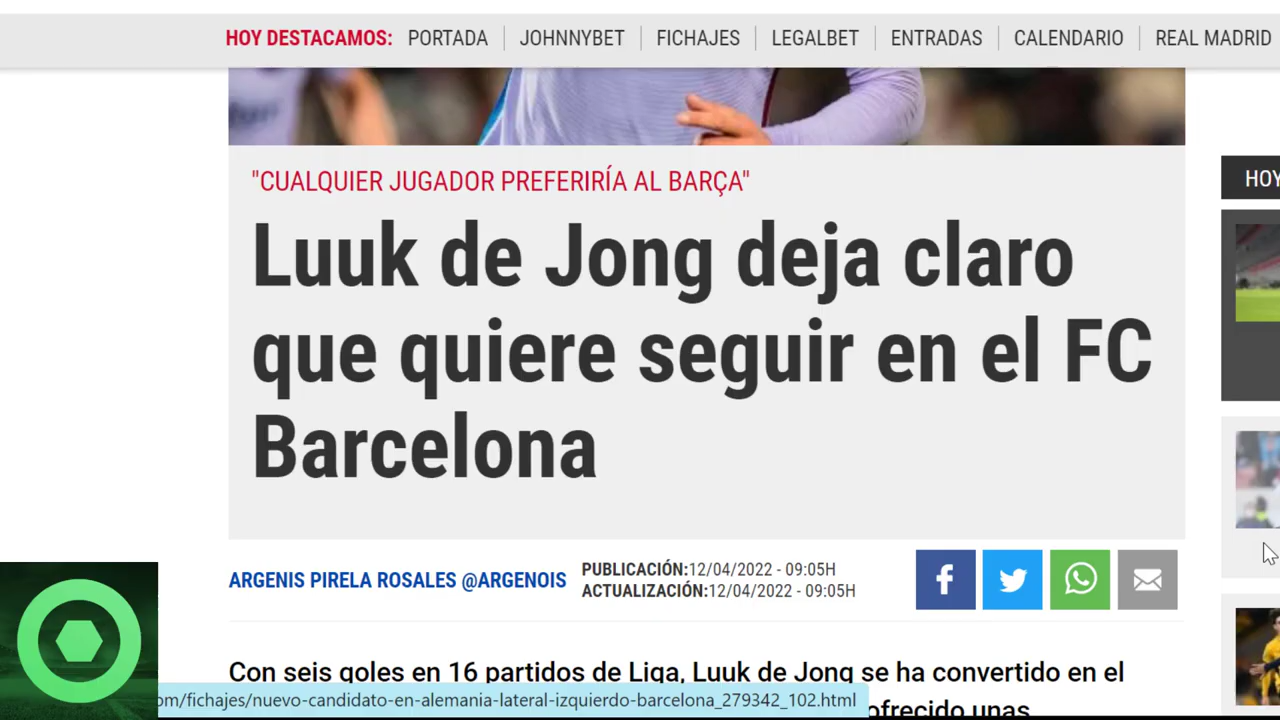 HOY DESTACAMOS: PORTADA JOHNNYBET FICHAJES LEGALBET ENTRADAS CALENDARIO REAL MADRID
"CUALQUIER JUGADOR PREFERIRÍA AL BARÇA"
Luuk de Jong deja claro
que quiere seguir en el FC
Barcelona
HOY
ARGENIS PIRELA ROSALES @ARGENOIS
PUBLICACIÓN:12/04/2022 - 09:05H
ACTUALIZACIÓN:12/04/2022 - 09:05H
Con seis goles en 16 partidos de Liga, Luuk de Jong se ha convertido en el
om/fichajes/nuevo-candidato-en-alemania-lateral-izquierdo-barcelona_279342_102.html
ofrecido unas